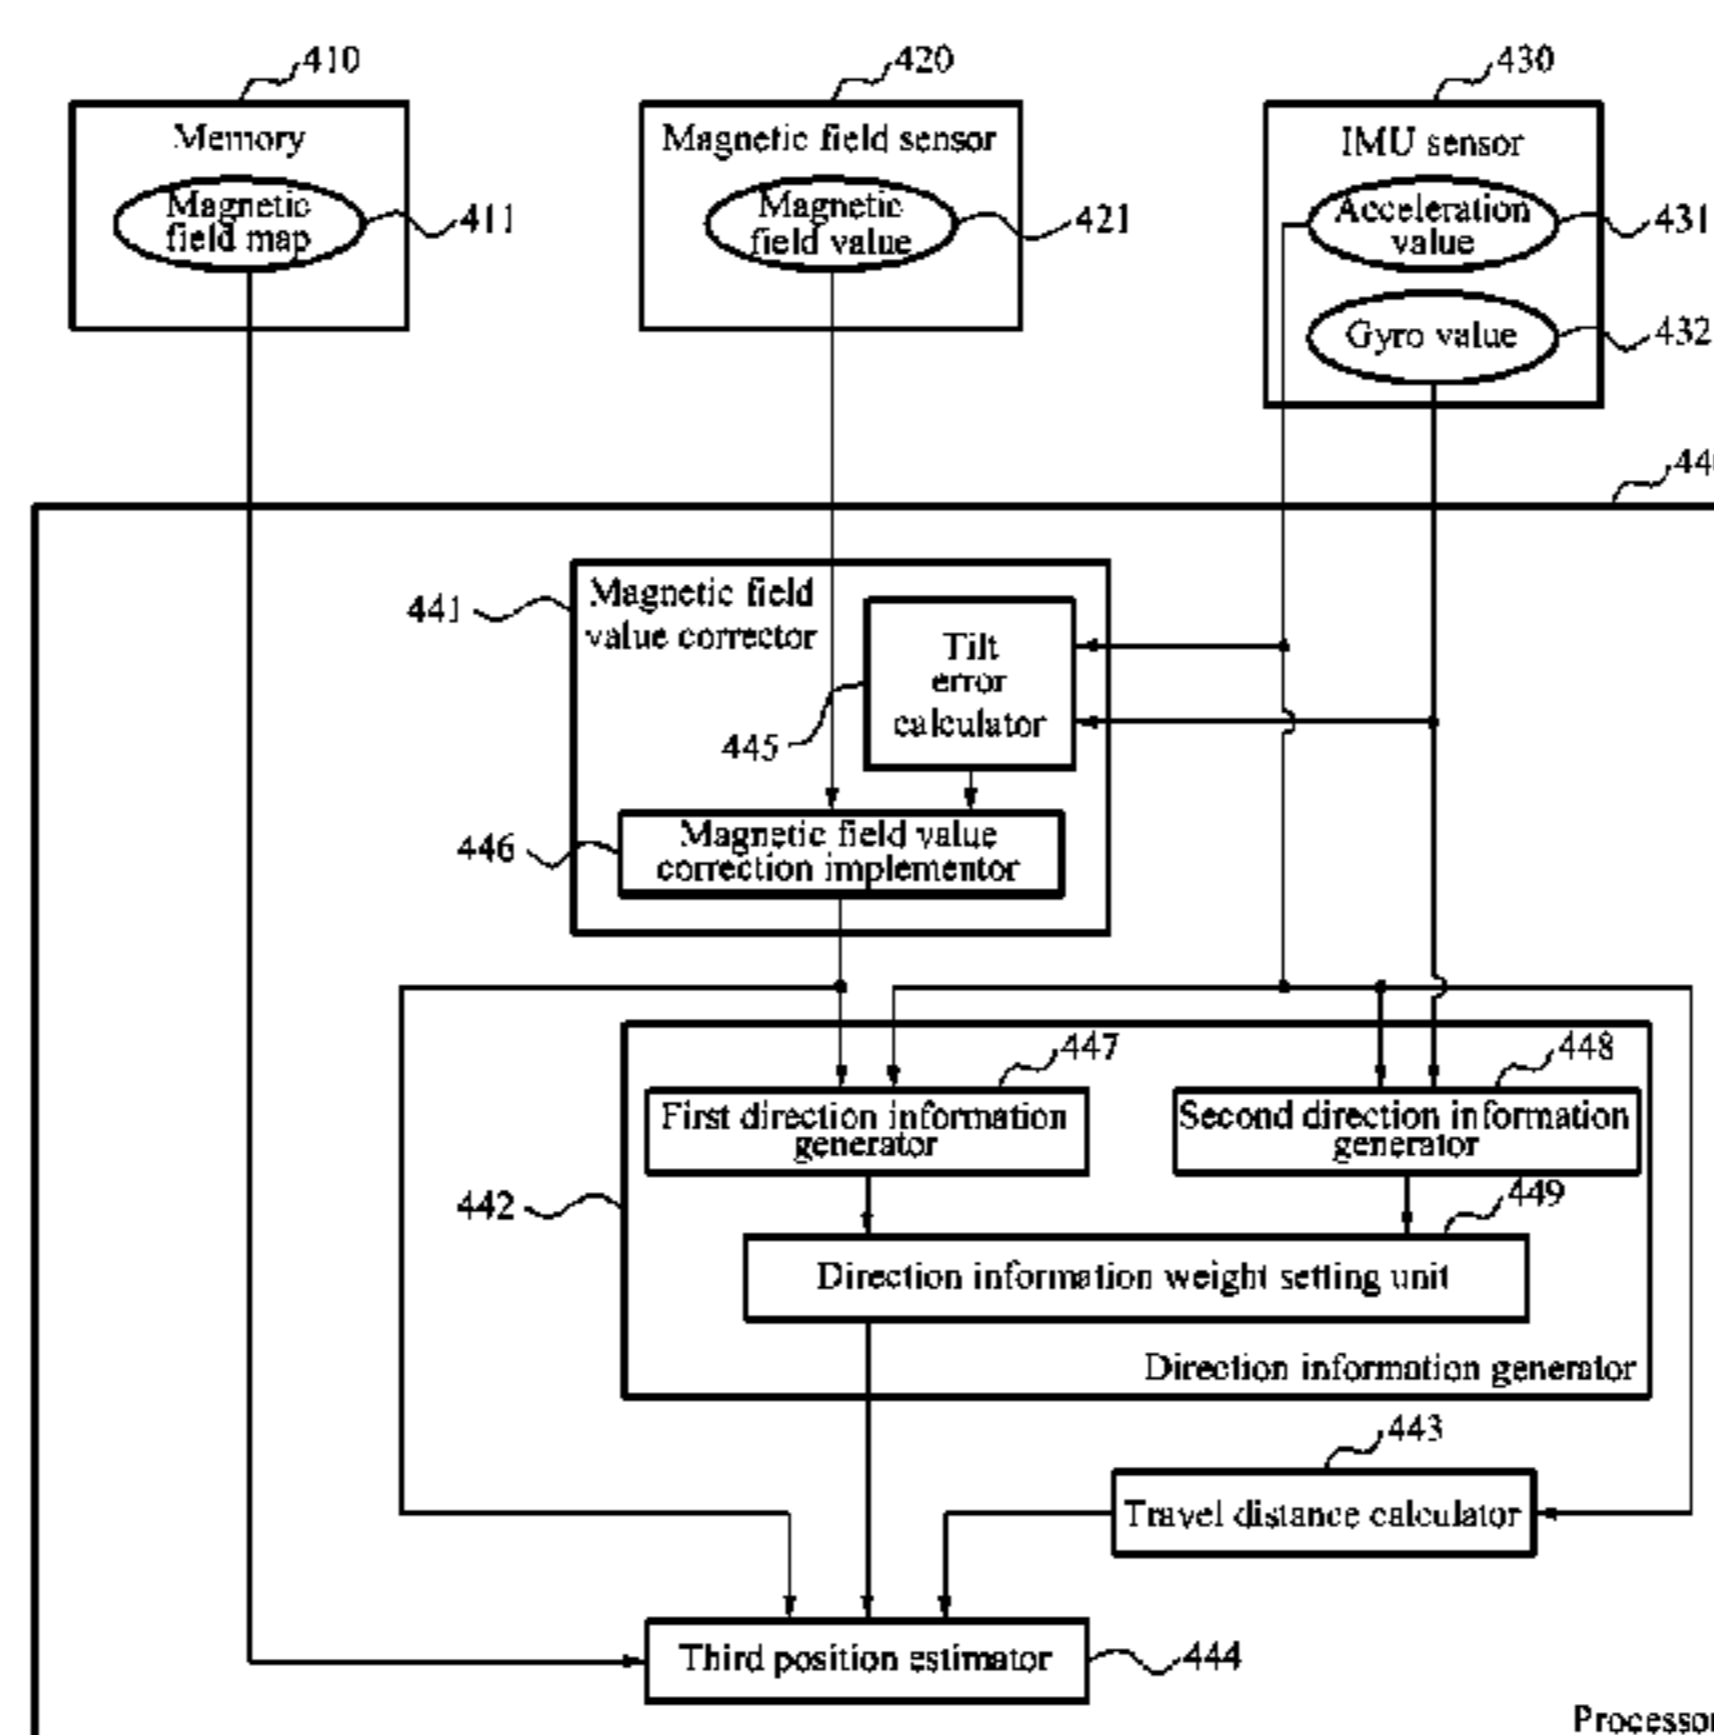 410
420
430
Memory
Magnetic field sensor
IMU sensor
Magnetic
field map
411
Magnetic
field value
421
Acceleration
value
431
Gyro value
432
441
Magnetic field
value corrector
Tilt
error
calculator
445
446
Magnetic field value
correction implementor
447
448
First direction information
generator
Second direction information
generator
442
449
Direction information weight setting unit
Direction information generator
443
Travel distance calculator
Third position estimator
444
Processor